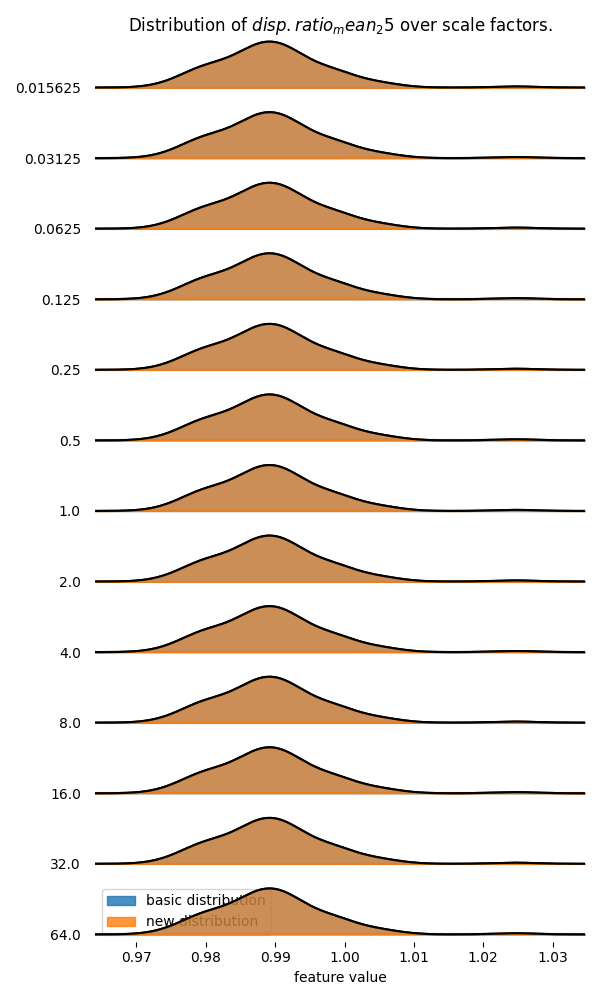 Distribution of disp.ratio_mean_25 over scale factors.
0.015625
0.03125
0.0625
0.125
0.25
0.5
1.0
2.0
4.0
8.0
16.0
32.0
basic distribution
new distribution
64.0
0.97 0.98 0.99 1.00 1.01 1.02 1.03
feature value